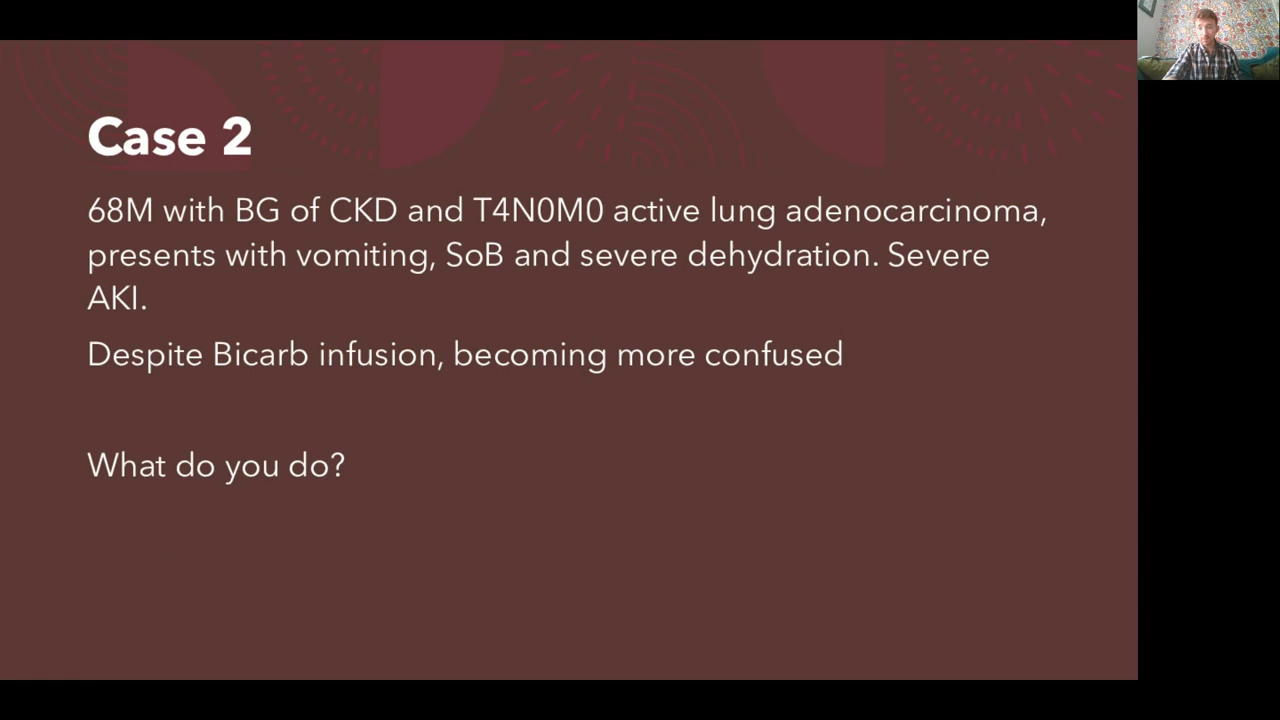 Case 2
68M with BG of CKD and T4N0M0 active lung adenocarcinoma,
presents with vomiting, SoB and severe dehydration. Severe
AKI.
Despite Bicarb infusion, becoming more confused
What do you do?